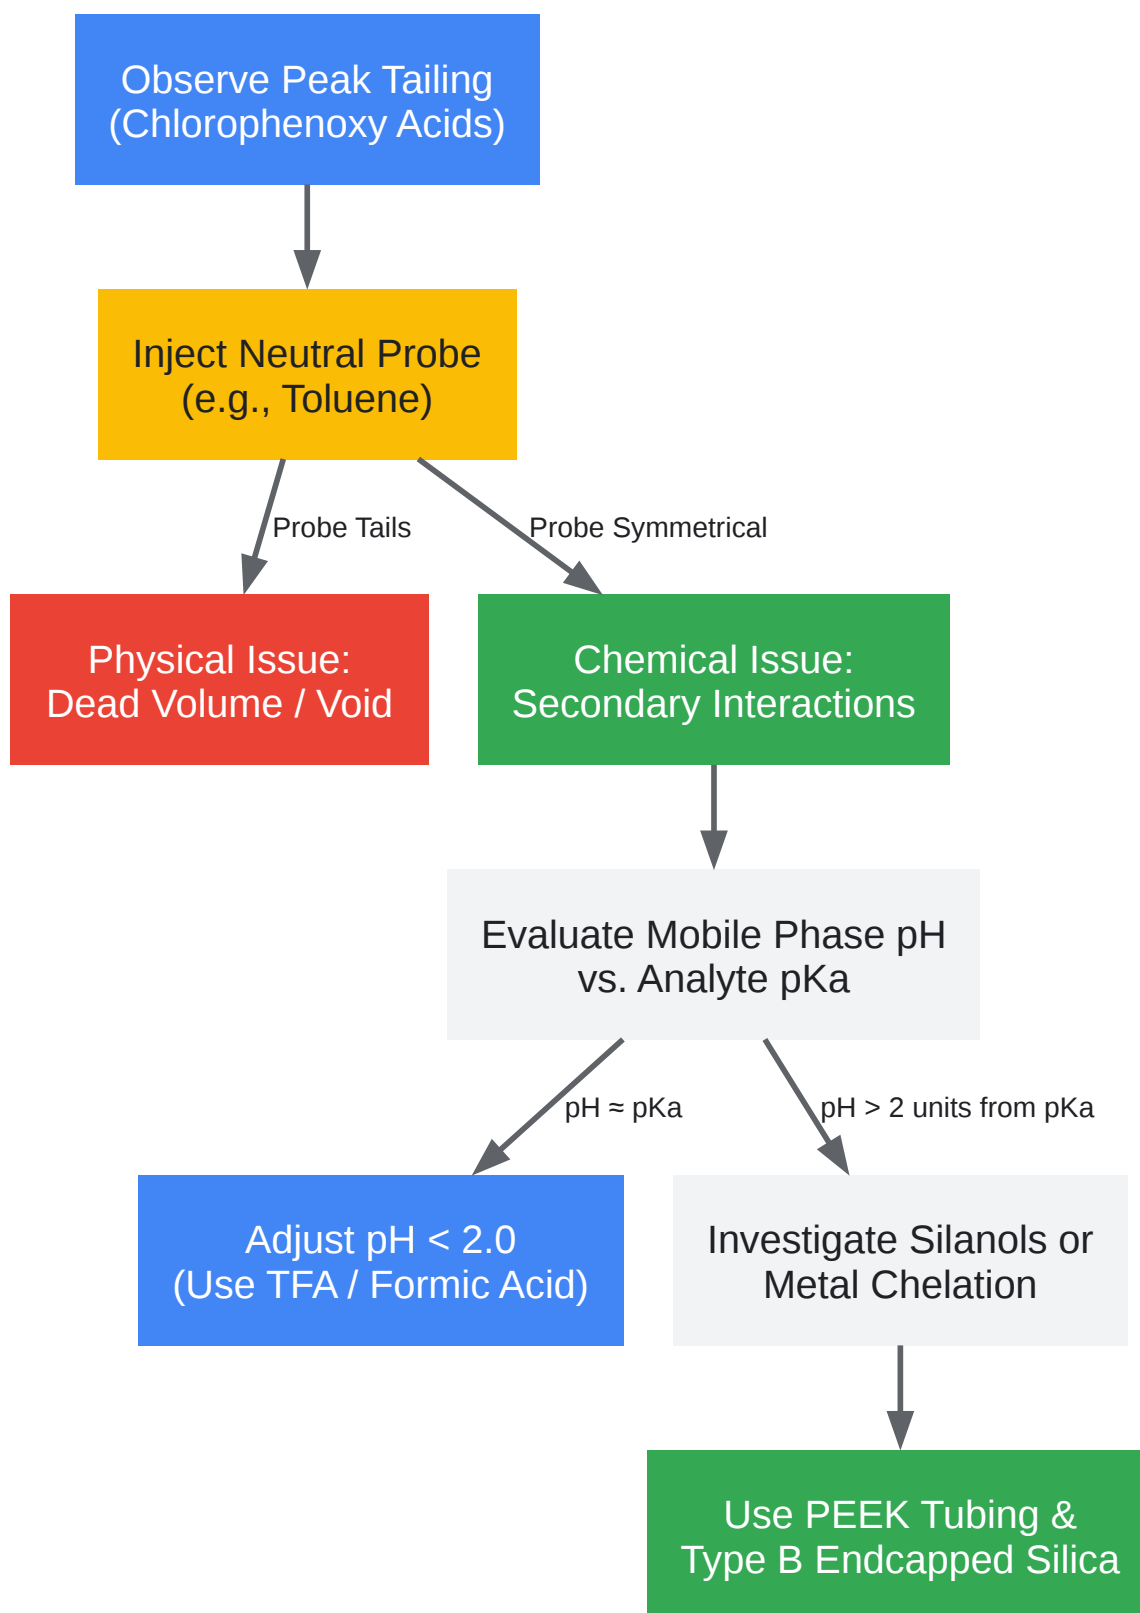 Observe Peak Tailing
(Chlorophenoxy Acids)
Inject Neutral Probe
(e.g., Toluene)
Probe Tails
Probe Symmetrical
Physical Issue:
Dead Volume / Void
Chemical Issue:
Secondary Interactions
Evaluate Mobile Phase pH
vs. Analyte pKa
pH ≈ pKa
pH > 2 units from pKa
Adjust pH < 2.0
(Use TFA / Formic Acid)
Investigate Silanols or
Metal Chelation
Use PEEK Tubing &
Type B Endcapped Silica